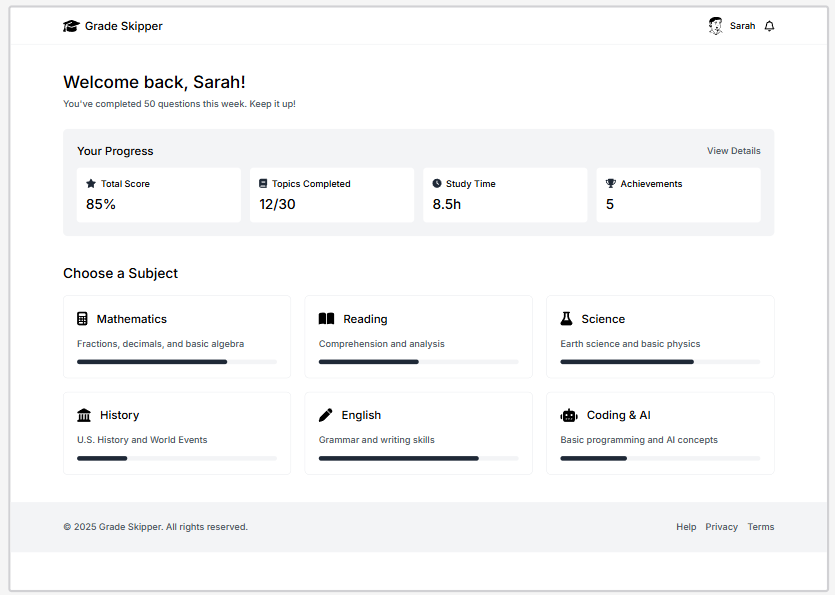 Grade Skipper
Sarah
Welcome back, Sarah!
You've completed 50 questions this week. Keep it up!
Your Progress
View Details
Total Score
85%
Topics Completed
12/30
Study Time
8.5h
Achievements
5
Choose a Subject
Mathematics
Fractions, decimals, and basic algebra
Reading
Comprehension and analysis
Science
Earth science and basic physics
History
U.S. History and World Events
English
Grammar and writing skills
Coding & AI
Basic programming and AI concepts
© 2025 Grade Skipper. All rights reserved.
Help
Privacy
Terms